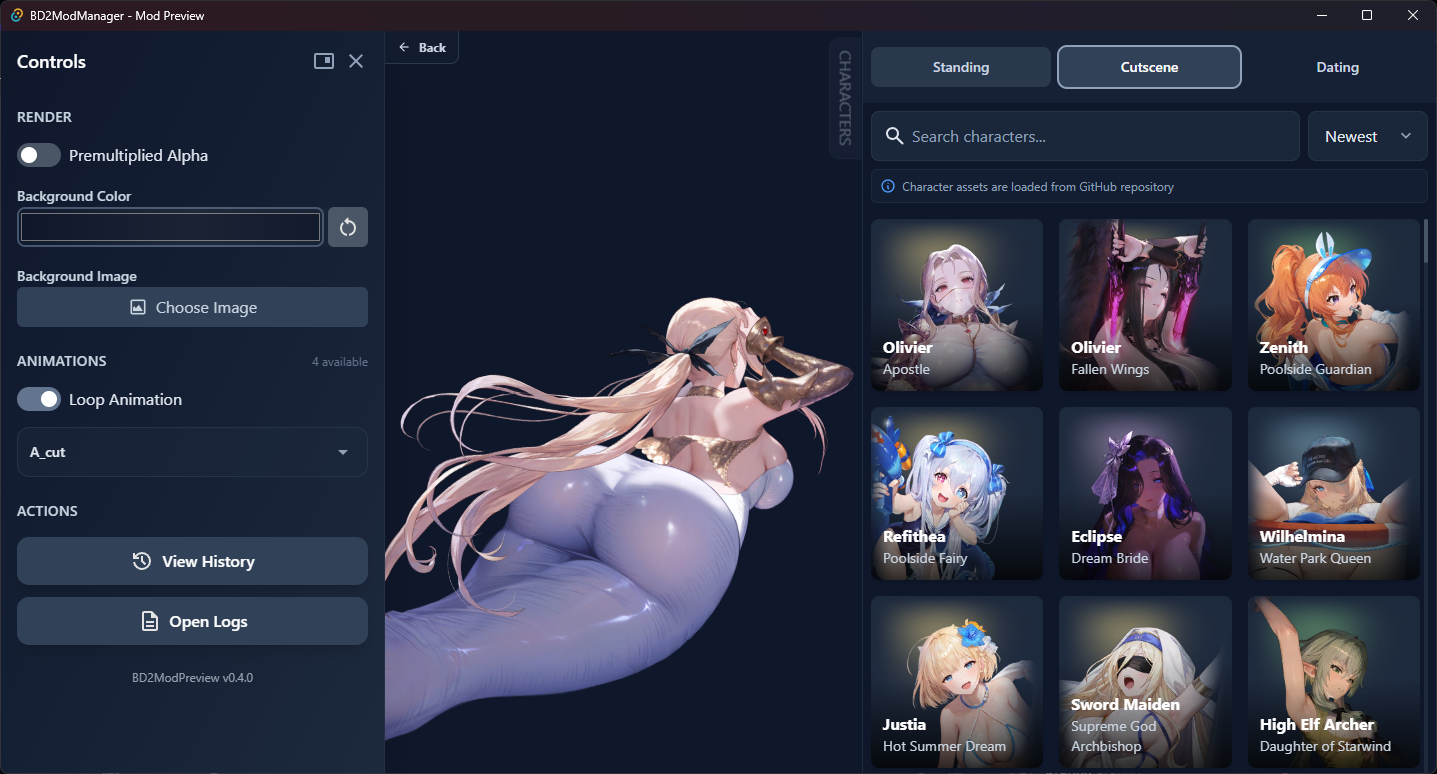 BD2ModManager - Mod Preview
Controls
RENDER
Premultiplied Alpha
Background Color
Background Image
Choose Image
ANIMATIONS
4 available
Loop Animation
A_cut
ACTIONS
View History
Open Logs
BD2ModPreview v0.4.0
Back
CHARACTERS
Standing
Cutscene
Dating
Search characters...
Newest
Character assets are loaded from GitHub repository
Olivier
Apostle
Olivier
Fallen Wings
Zenith
Poolside Guardian
Refithea
Poolside Fairy
Eclipse
Dream Bride
Wilhelmina
Water Park Queen
Justia
Hot Summer Dream
Sword Maiden
Supreme God
Archbishop
High Elf Archer
Daughter of Starwind